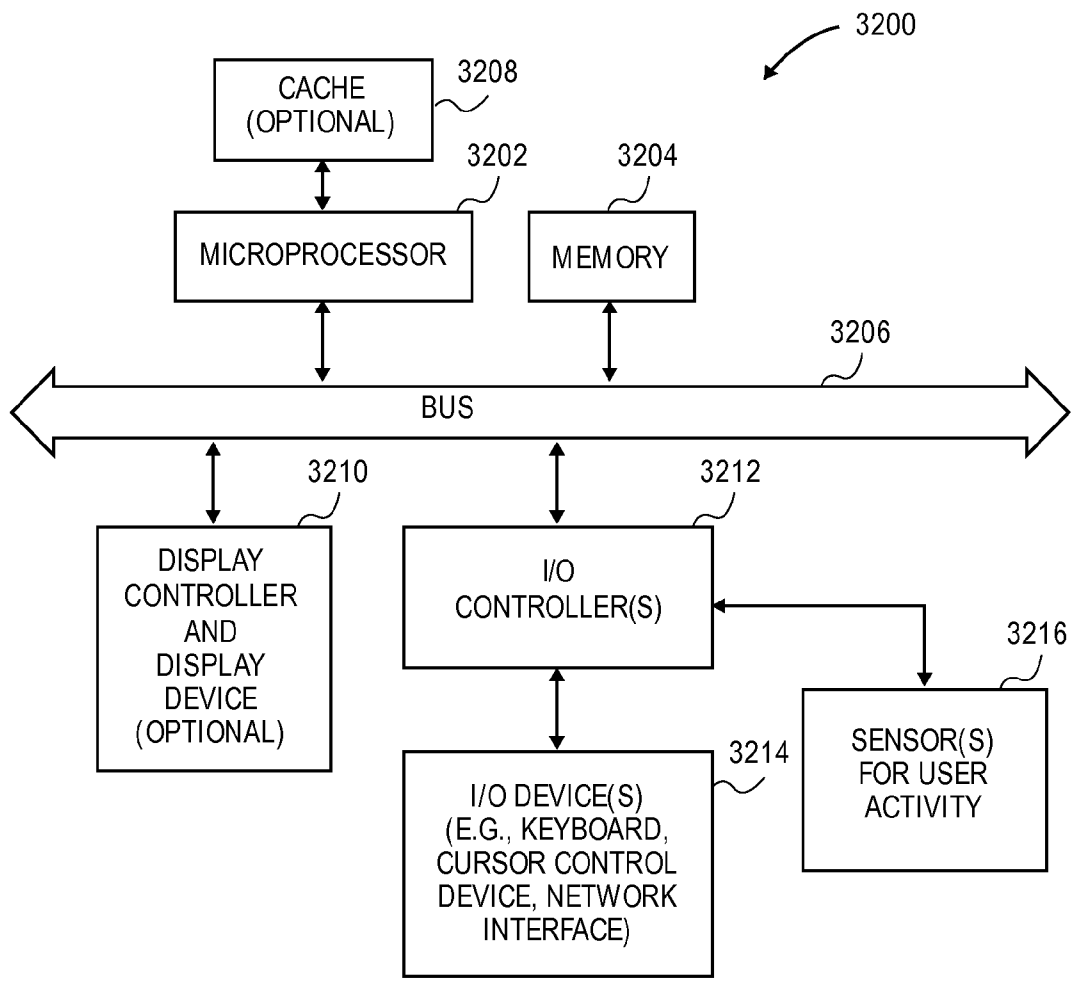 3200
CACHE
(OPTIONAL)
3208
3202
3204
MICROPROCESSOR
MEMORY
3206
BUS
3210
3212
DISPLAY
CONTROLLER
AND
DISPLAY
DEVICE
(OPTIONAL)
I/O
CONTROLLER(S)
3216
SENSOR(S)
FOR USER
ACTIVITY
3214
I/O DEVICE(S)
(E.G., KEYBOARD,
CURSOR CONTROL
DEVICE, NETWORK
INTERFACE)